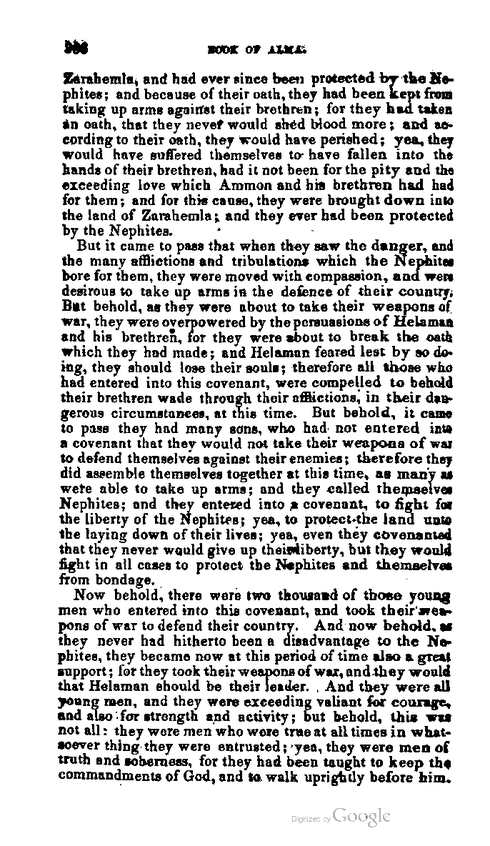 BOOK OF ALMA.
Zarahemla, and had ever since been protected by the Ne-
phites; and because of their oath, they had been kept from
taking up arms against their brethren; for they had taken
an oath, that they never would shed blood more; and ac-
cording to their oath, they would have perished; yea, they
would have suffered themselves to have fallen into the
hands of their brethren, had it not been for the pity and the
exceeding love which Ammon and his brethren had had
for them; and for this cause, they were brought down into
the land of Zarahemla; and they ever had been protected
by the Nephites.
But it came to pass that when they saw the danger, and
the many afflictions and tribulations which the Nephites
bore for them, they were moved with compassion, and were
desirous to take up arms in the defence of their country.
But behold, as they were about to take their weapons of
war, they were overpowered by the persuasions of Helaman
and his brethren, for they were about to break the oath
which they had made; and Helaman feared lest by so do-
ing, they should lose their souls; therefore all those who
had entered into this covenant, were compelled to behold
their brethren wade through their afflictions, in their dan-
gerous circumstances, at this time. But behold, it came
to pass they had many sons, who had not entered into
a covenant that they would not take their weapons of war
to defend themselves against their enemies; therefore they
did assemble themselves together at this time, as many as
were able to take up arms; and they called themselves
Nephites; and they entered into a covenant, to fight for
the liberty of the Nephites; yea, to protect the land unto
the laying down of their lives; yea, even they covenanted
that they never would give up their liberty, but they would
fight in all cases to protect the Nephites and themselves
from bondage.
Now behold, there were two thousand of those young
men who entered into this covenant, and took their wea-
pons of war to defend their country. And now behold, as
they never had hitherto been a disadvantage to the Ne-
phites, they became now at this period of time also a great
support; for they took their weapons of war, and they would
that Helaman should be their leader. And they were all
young men, and they were exceeding valiant for courage,
and also for strength and activity; but behold, this was
not all: they were men who were true at all times in what-
soever thing they were entrusted; yea, they were men of
truth and soberness, for they had been taught to keep the
commandments of God, and to walk uprightly before him.
Digitized by Google